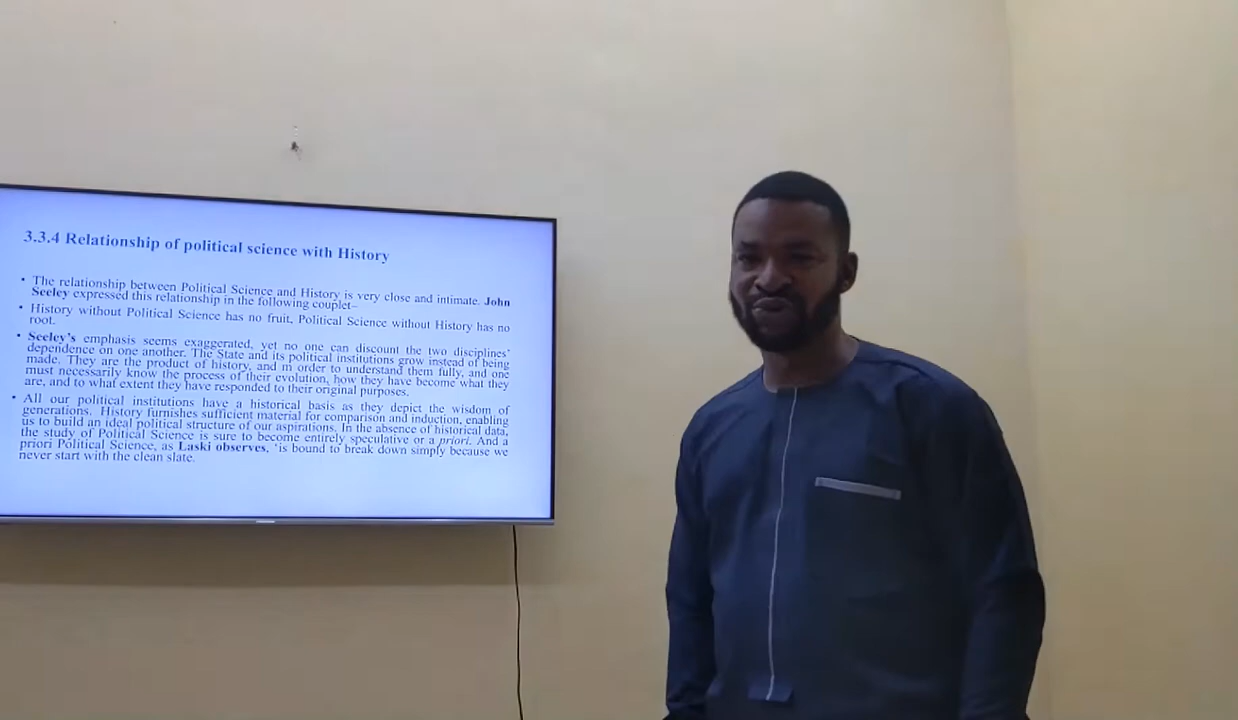 3.3.4 Relationship of political science with History
• The relationship between Political Science and History is very close and intimate. John
Seeley expressed this relationship in the following couplet–
• History without Political Science has no fruit, Political Science without History has no
root.
• Seeley's emphasis seems exaggerated, yet no one can discount the two disciplines'
dependence on one another. The State and its political institutions grow instead of being
made. They are the product of history, and in order to understand them fully, and one
must necessarily know the process of their evolution, how they have become what they
are, and to what extent they have responded to their original purposes.
• All our political institutions have a historical basis as they depict the wisdom of
generations. History furnishes sufficient material for comparison and induction, enabling
us to build an ideal political structure of our aspirations. In the absence of historical data,
the study of Political Science is sure to become entirely speculative or a priori. And a
priori Political Science, as Laski observes, 'is bound to break down simply because we
never start with the clean slate.